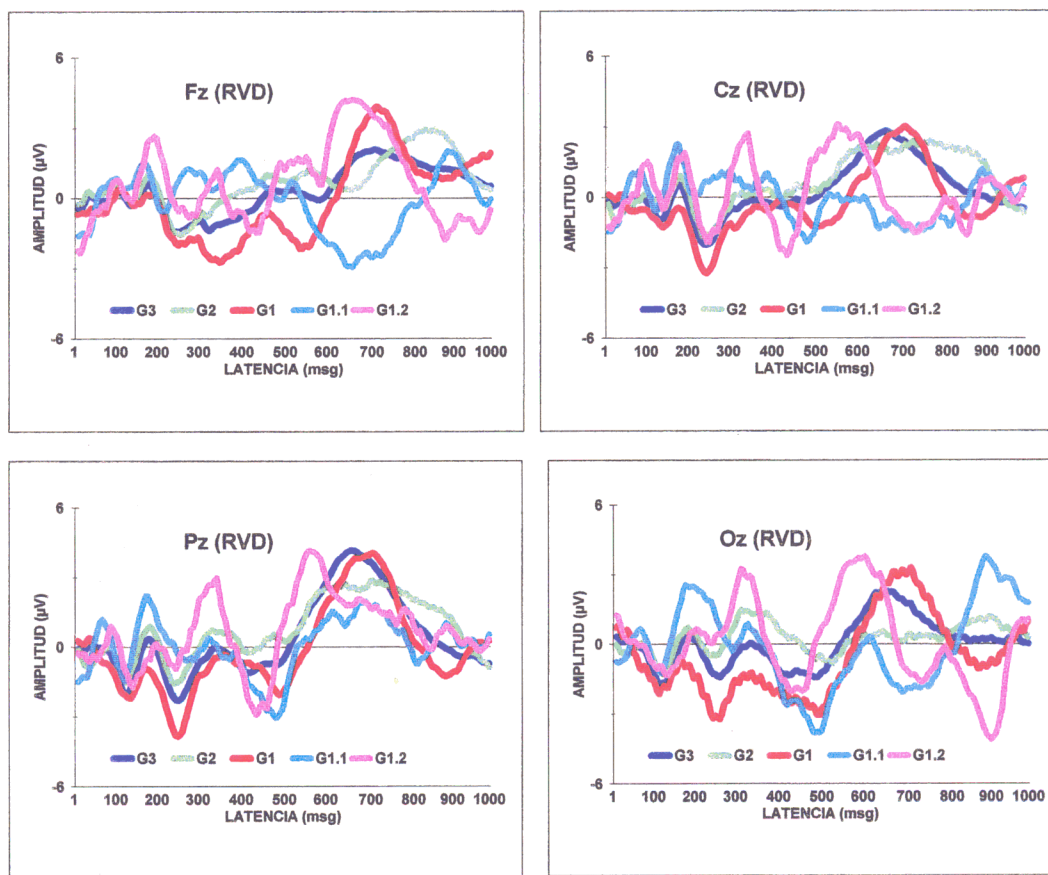 6
Fz (RVD)
AMPLITUD (µV)
0
G3 G2 G1 G1.1 G1.2
-6
1 100 200 300 400 500 600 700 800 900 1000
LATENCIA (msg)
6
Cz (RVD)
AMPLITUD (µV)
0
G3 G2 G1 G1.1 G1.2
-6
1 100 200 300 400 500 600 700 800 900 1000
LATENCIA (msg)
6
Pz (RVD)
AMPLITUD (µV)
0
G3 G2 G1 G1.1 G1.2
-6
1 100 200 300 400 500 600 700 800 900 1000
LATENCIA (msg)
6
Oz (RVD)
AMPLITUD (µV)
0
G3 G2 G1 G1.1 G1.2
-6
1 100 200 300 400 500 600 700 800 900 1000
LATENCIA (msg)